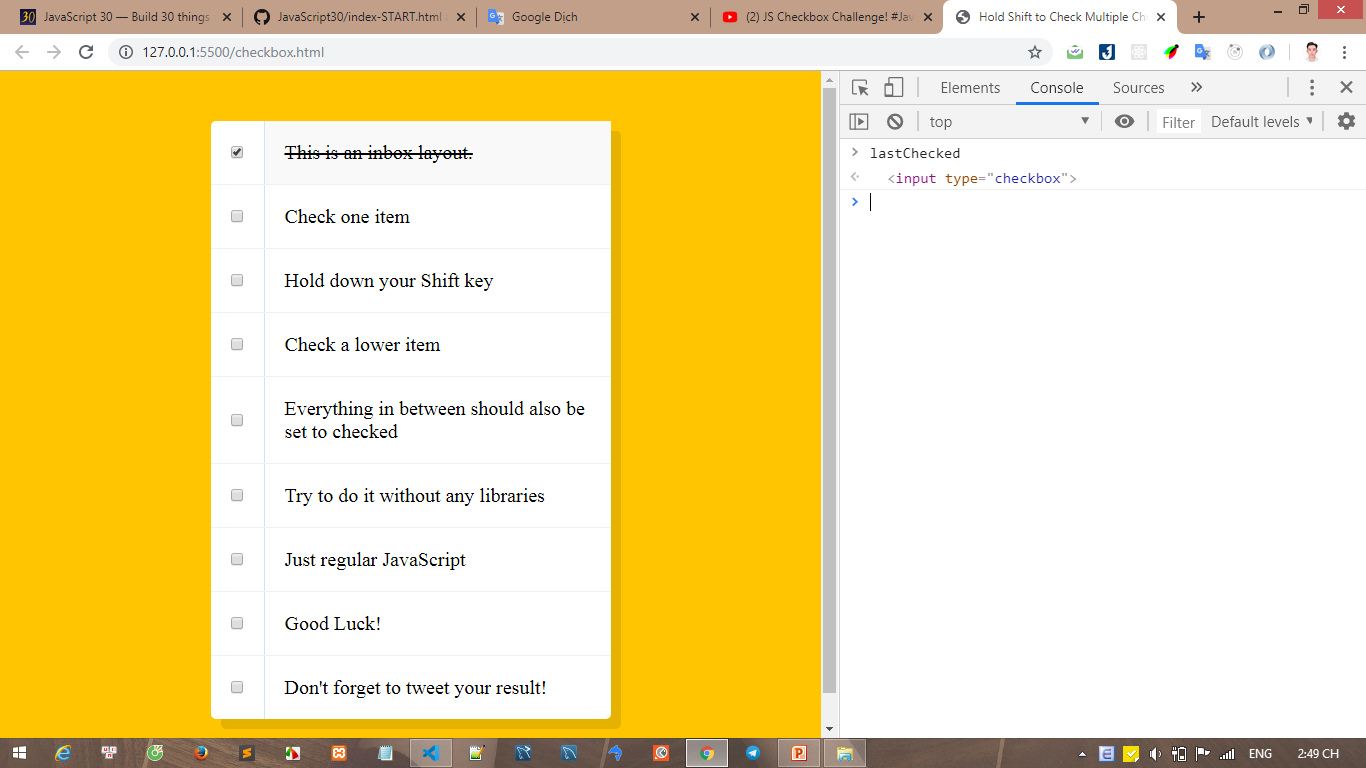 JavaScript 30 — Build 30 things
JavaScript30/index-START.html
Google Dịch
(2) JS Checkbox Challenge! #Jav
Hold Shift to Check Multiple Ch
127.0.0.1:5500/checkbox.html
Elements
Console
Sources
top
Filter
Default levels
lastChecked
<input type="checkbox">
This is an inbox layout.
Check one item
Hold down your Shift key
Check a lower item
Everything in between should also be
set to checked
Try to do it without any libraries
Just regular JavaScript
Good Luck!
Don't forget to tweet your result!
ENG
2:49 CH